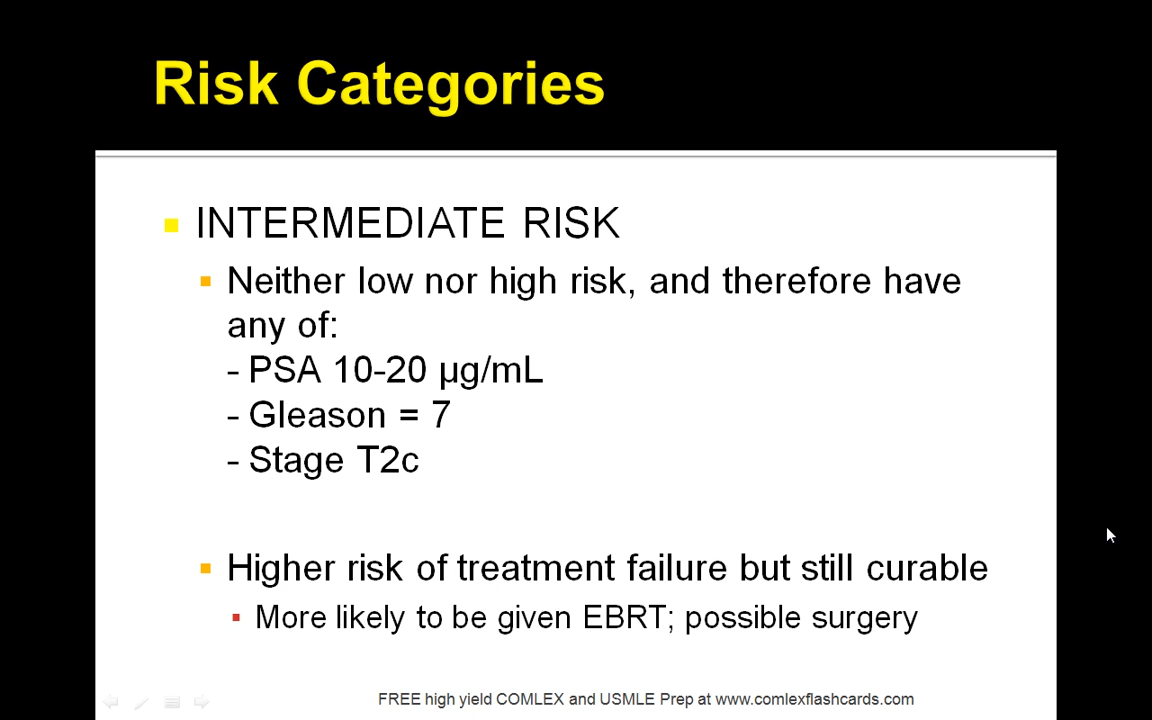 Risk Categories
INTERMEDIATE RISK
Neither low nor high risk, and therefore have
any of:
- PSA 10-20 µg/mL
- Gleason = 7
- Stage T2c
Higher risk of treatment failure but still curable
More likely to be given EBRT; possible surgery
FREE high yield COMLEX and USMLE Prep at www.comlexflashcards.com